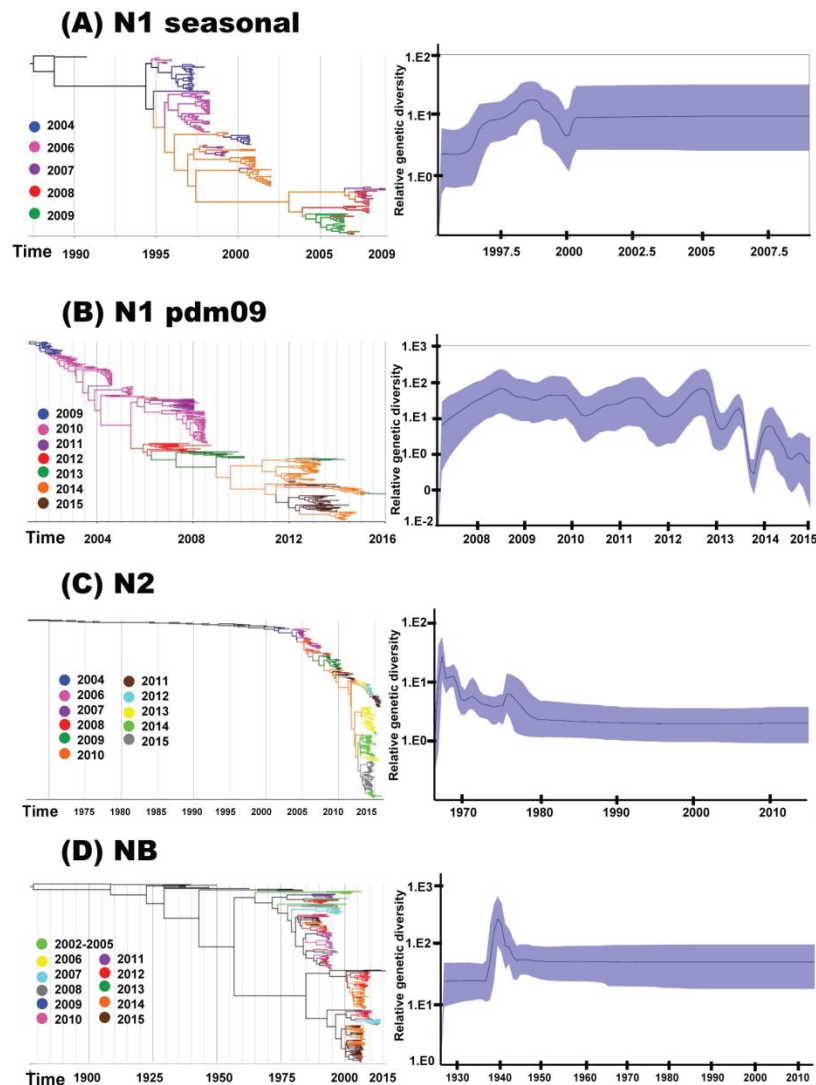 (A) N1 seasonal
2004
2006
2007
2008
2009
Time 1990 1995 2000 2005 2009
Relative genetic diversity
1.E2
1.E1
1.E0
1997.5 2000 2002.5 2005 2007.5
(B) N1 pdm09
2009
2010
2011
2012
2013
2014
2015
Time 2004 2008 2012 2016
Relative genetic diversity
1.E3
1.E2
1.E1
1.E0
0
1.E-2
2008 2009 2010 2011 2012 2013 2014 2015
(C) N2
2004 2011
2006 2012
2007 2013
2008 2014
2009 2015
2010
Time 1975 1980 1985 1990 1995 2000 2005 2010 2015
Relative genetic diversity
1.E1
1.E0
1970 1980 1990 2000 2010
(D) NB
2002-2005
2006 2011
2007 2012
2008 2013
2009 2014
2010 2015
Time 1900 1925 1950 1975 2000 2015
Relative genetic diversity
1.E3
1.E2
1.E1
1.E0
1930 1940 1950 1960 1970 1980 1990 2000 2010